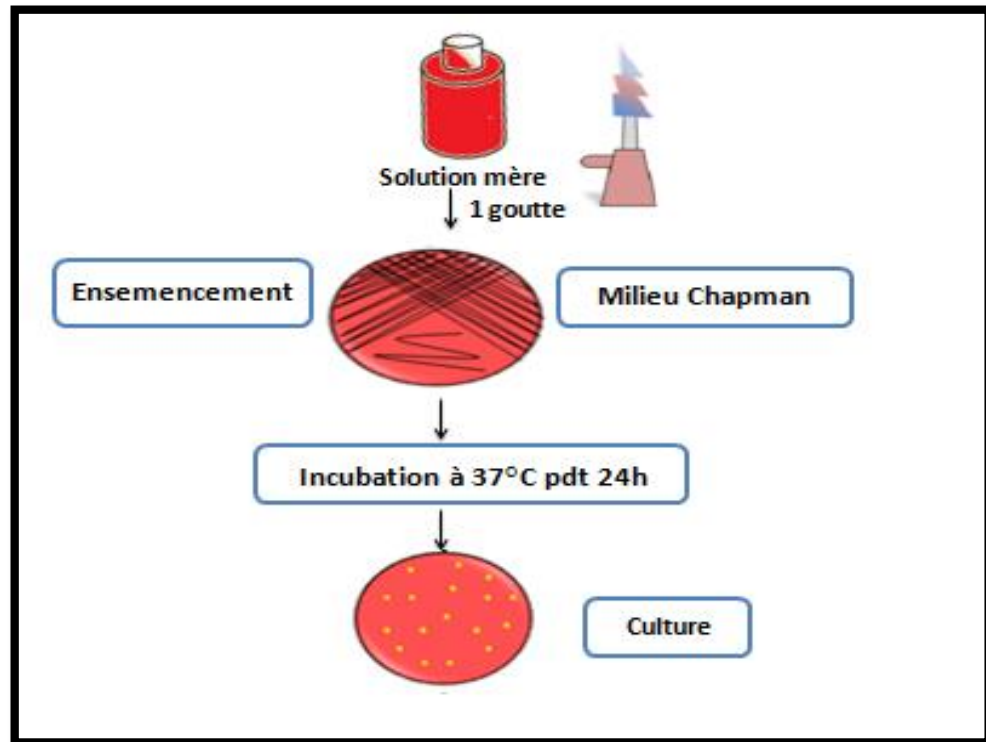 Solution mère
1 goutte
Ensemencement
Milieu Chapman
Incubation à 37°C pdt 24h
Culture